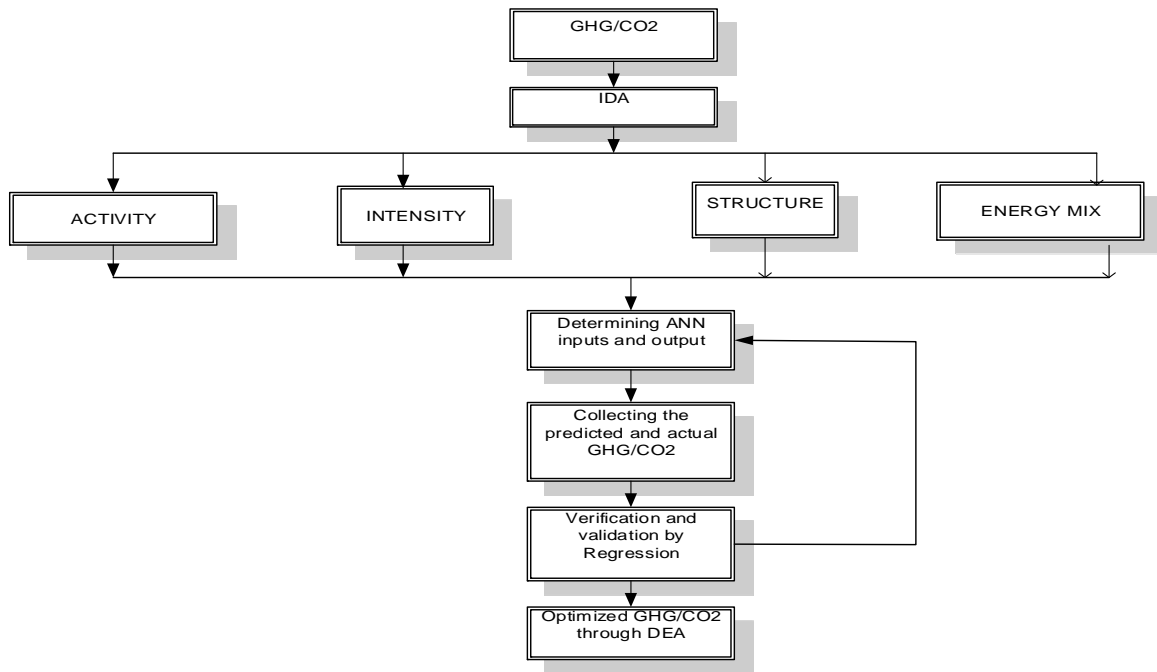 GHG/CO2
IDA
ACTIVITY
INTENSITY
STRUCTURE
ENERGY MIX
Determining ANN
inputs and output
Collecting the
predicted and actual
GHG/CO2
Verification and
validation by
Regression
Optimized GHG/CO2
through DEA